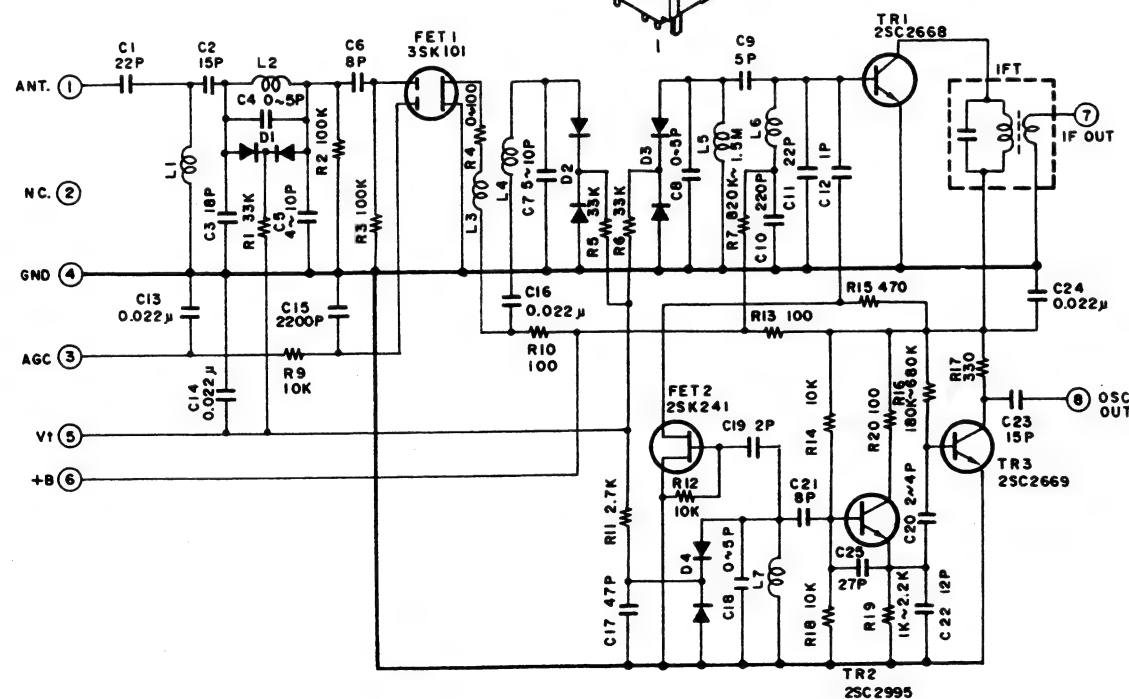 TR1
2SC2668
C1
22P
C2
15P
L2
C6
8P
FET1
3SK101
C9
5P
IFT
ANT. ①
C4 0~5P
D1
R2 100K
0~100
R4
L3
L4
C7 5~10P
D2
33K
R5
D3
33K
R6
C8 0~5P
L5
R7 820K~1.5M
L6
C10 220P
22P
C11
1P
C12
⑦
IF OUT
L1
NC. ②
C3 18P
R1 33K
C5
4~10P
R3 100K
GND ④
C13
0.022μ
C15
2200P
C16
0.022μ
R15 470
C24
0.022μ
R13 100
AGC ③
R9
10K
R10
100
C14
0.022μ
FET2
2SK241
10K
R14
R20 100
R16
180K~680K
R17
330
⑧ OSC
OUT
C23
15P
Vt ⑤
C19 2P
TR3
2SC2669
+B ⑥
R12
10K
C21
8P
R11 2.7K
C20 2~4P
D4
0~5P
C18
L7
C25
27P
C17 47P
R18 10K
R19
1K~2.2K
C22 12P
TR2
2SC2995
1